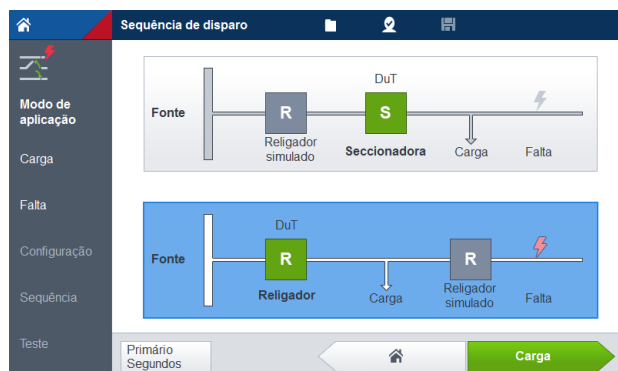 Sequência de disparo
Modo de
aplicação
Carga
Falta
Configuração
Sequência
Teste
DuT
Fonte
R
S
Religador
simulado
Seccionadora
Carga
Falta
DuT
Fonte
R
R
Religador
Carga
Religador
simulado
Falta
Primário
Segundos
Carga